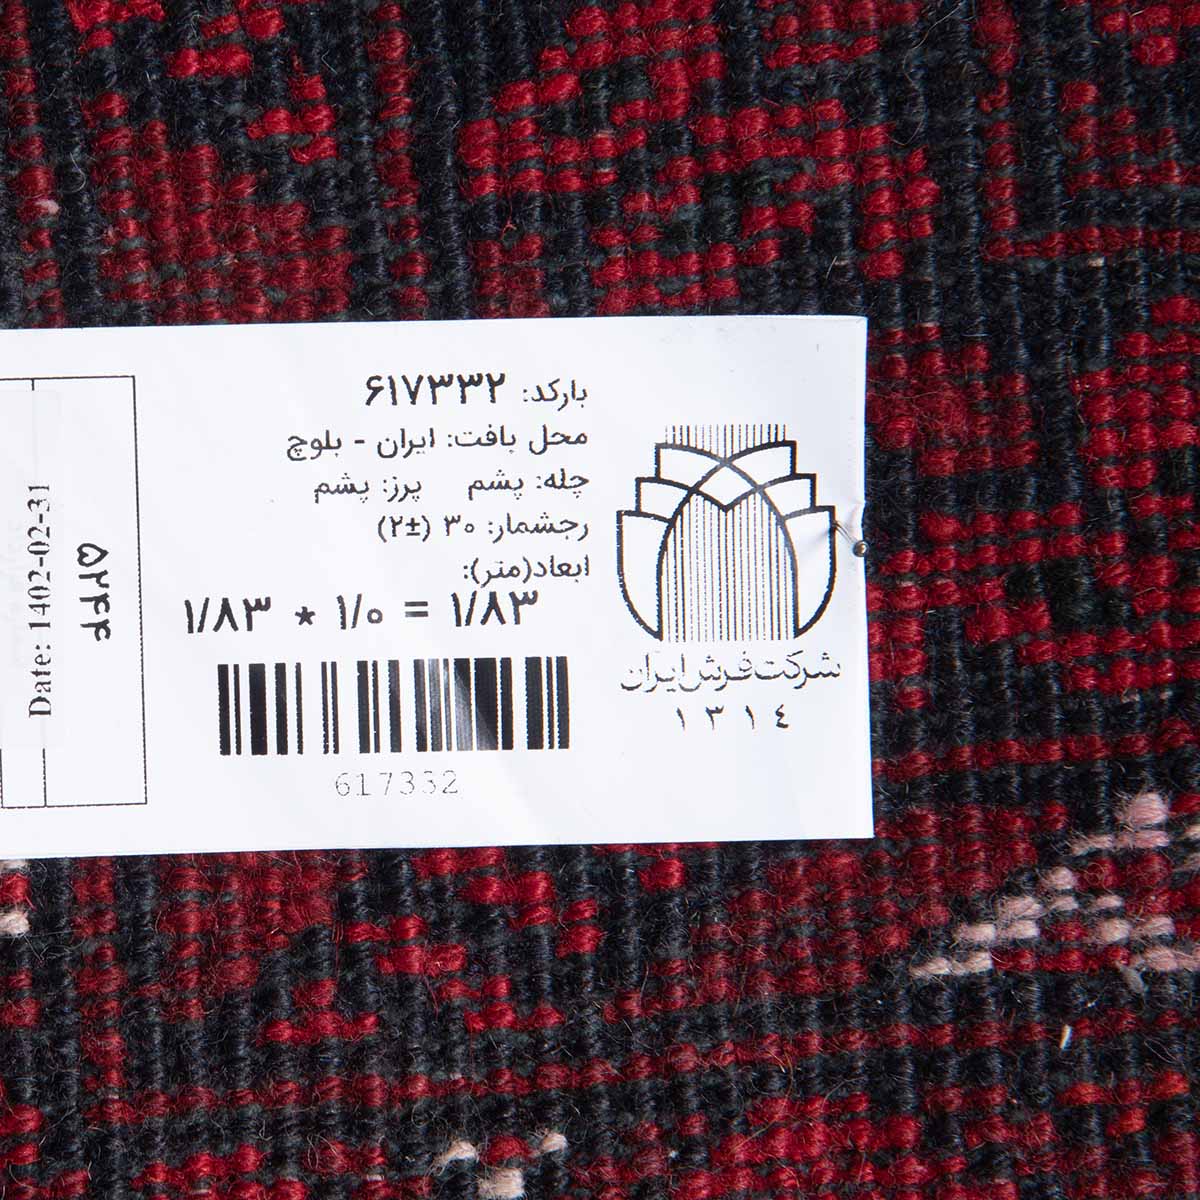 بارکد: ۶۱۷۳۳۲
محل بافت: ایران - بلوچ
چله: پشم پرز: پشم
رجشمار: ۳۰ (±۲)
ابعاد(متر):
۱/۸۳ * ۱/۰ = ۱/۸۳
617332
شرکت فرش ایران
۱۳۱٤
Date: 1402-02-31
۵۲۴۴